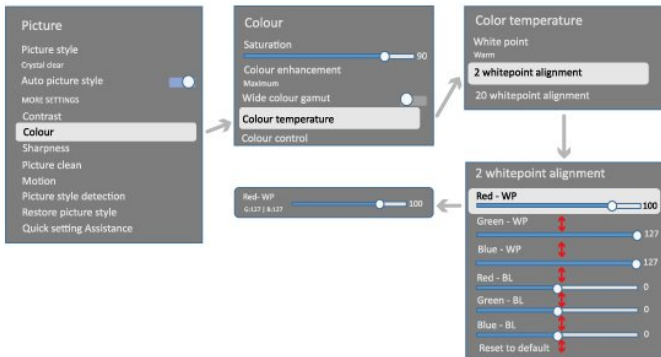 Picture
Picture style
Crystal clear
Auto picture style
MORE SETTINGS
Contrast
Colour
Sharpness
Picture clean
Motion
Picture style detection
Restore picture style
Quick setting Assistance
Colour
Saturation
90
Colour enhancement
Maximum
Wide colour gamut
Colour temperature
Colour control
Color temperature
White point
Warm
2 whitepoint alignment
20 whitepoint alignment
2 whitepoint alignment
Red - WP
100
Green - WP
127
Blue - WP
127
Red - BL
0
Green - BL
0
Blue - BL
0
Reset to default
Red- WP
100
G:127 | B:127